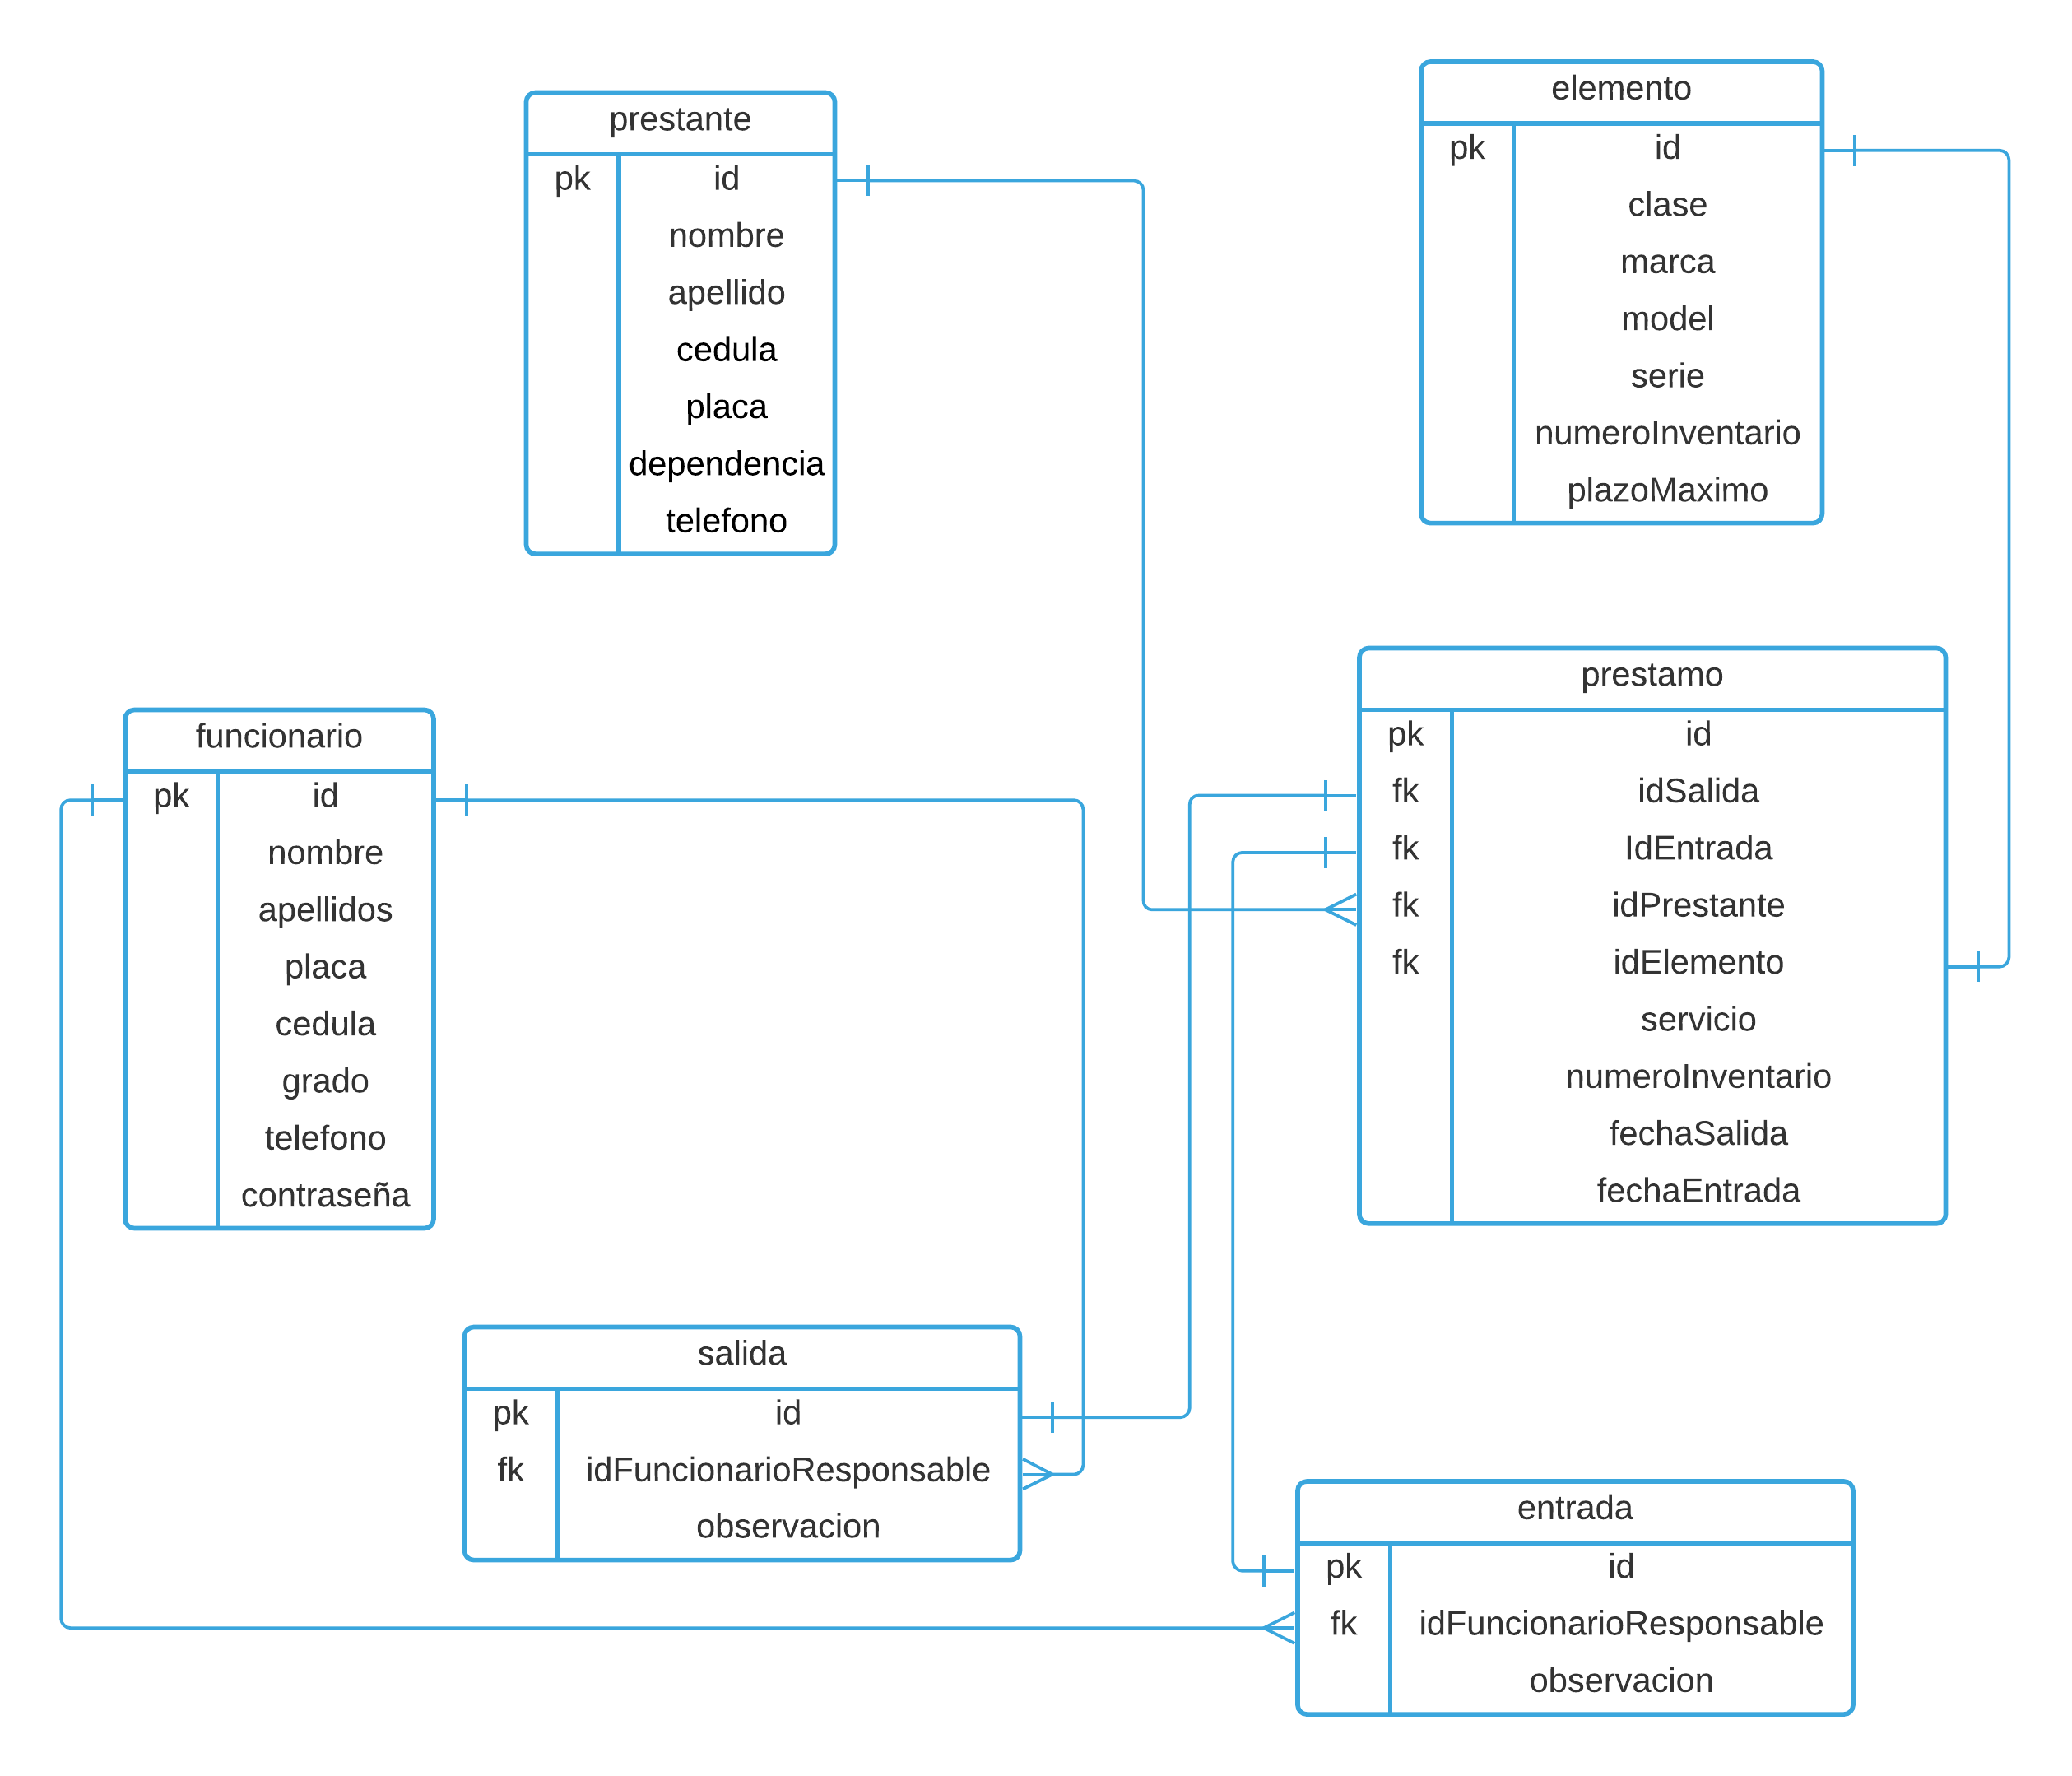 prestante
pk id
nombre
apellido
cedula
placa
dependencia
telefono
elemento
pk id
clase
marca
model
serie
numeroInventario
plazoMaximo
funcionario
pk id
nombre
apellidos
placa
cedula
grado
telefono
contraseña
prestamo
pk id
fk idSalida
fk IdEntrada
fk idPrestante
fk idElemento
servicio
numeroInventario
fechaSalida
fechaEntrada
salida
pk id
fk idFuncionarioResponsable
observacion
entrada
pk id
fk idFuncionarioResponsable
observacion